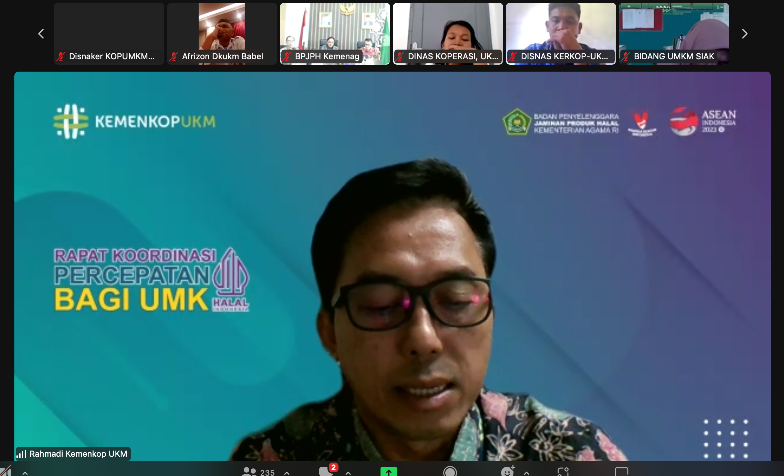 Disnaker KOPUKM...
Afrizon Dkukm Babel
BPJPH Kemenag
DINAS KOPERASI, UK...
DISNAS KERKOP-UK...
BIDANG UMKM SIAK
KEMENKOPUKM
BADAN PENYELENGGARA
JAMINAN PRODUK HALAL
KEMENTERIAN AGAMA RI
ASEAN
INDONESIA
2023
RAPAT KOORDINASI
PERCEPATAN
BAGI UMK
HALAL
INDONESIA
Rahmadi Kemenkop UKM
235
2